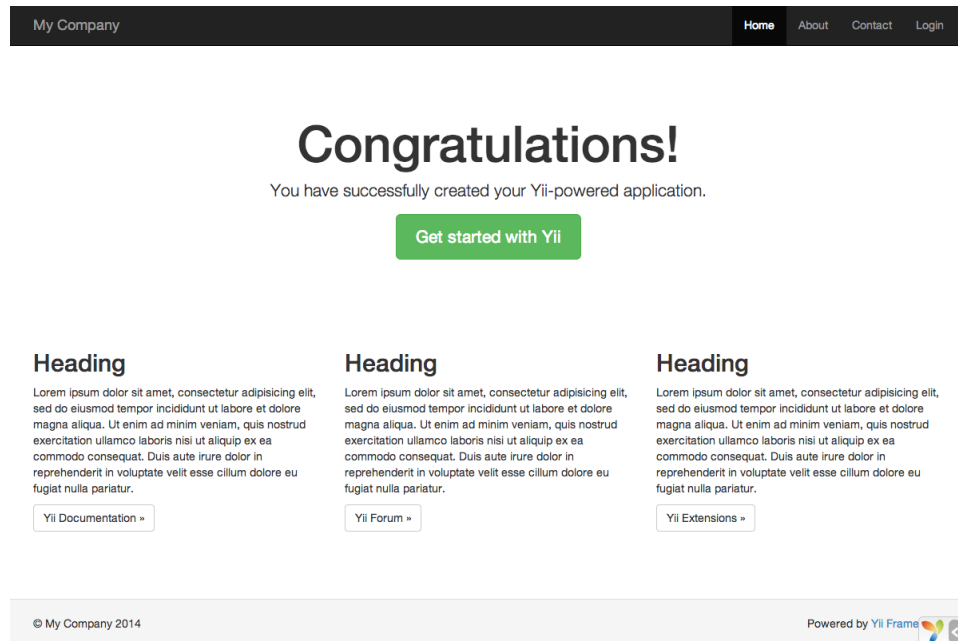 My Company Home About Contact Login
Congratulations!
You have successfully created your Yii-powered application.
Get started with Yii
Heading
Lorem ipsum dolor sit amet, consectetur adipisicing elit,
sed do eiusmod tempor incididunt ut labore et dolore
magna aliqua. Ut enim ad minim veniam, quis nostrud
exercitation ullamco laboris nisi ut aliquip ex ea
commodo consequat. Duis aute irure dolor in
reprehenderit in voluptate velit esse cillum dolore eu
fugiat nulla pariatur.
Yii Documentation »
Heading
Lorem ipsum dolor sit amet, consectetur adipisicing elit,
sed do eiusmod tempor incididunt ut labore et dolore
magna aliqua. Ut enim ad minim veniam, quis nostrud
exercitation ullamco laboris nisi ut aliquip ex ea
commodo consequat. Duis aute irure dolor in
reprehenderit in voluptate velit esse cillum dolore eu
fugiat nulla pariatur.
Yii Forum »
Heading
Lorem ipsum dolor sit amet, consectetur adipisicing elit,
sed do eiusmod tempor incididunt ut labore et dolore
magna aliqua. Ut enim ad minim veniam, quis nostrud
exercitation ullamco laboris nisi ut aliquip ex ea
commodo consequat. Duis aute irure dolor in
reprehenderit in voluptate velit esse cillum dolore eu
fugiat nulla pariatur.
Yii Extensions »
© My Company 2014 Powered by Yii Frame